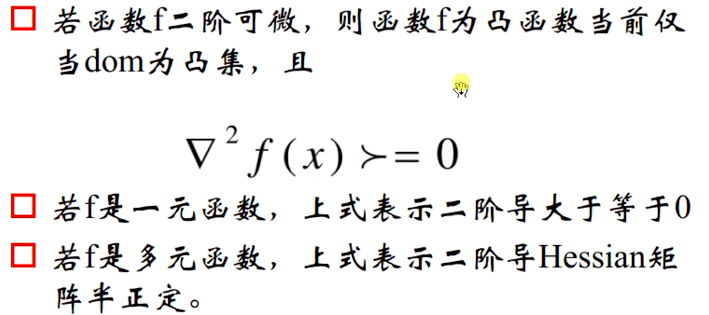 若函数f二阶可微，则函数f为凸函数当前仅
当dom为凸集，且
∇²f(x)≻=0
若f是一元函数，上式表示二阶导大于等于0
若f是多元函数，上式表示二阶导Hessian矩
阵半正定。